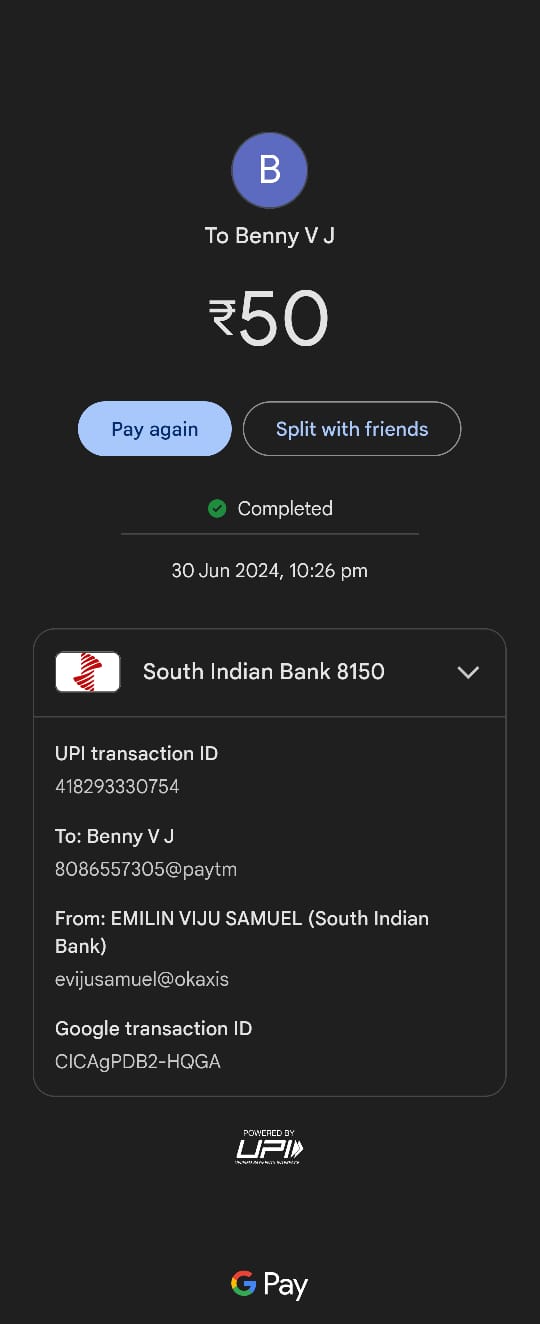 B
To Benny V J
₹50
Pay again
Split with friends
Completed
30 Jun 2024, 10:26 pm
South Indian Bank 8150
UPI transaction ID
418293330754
To: Benny V J
8086557305@paytm
From: EMILIN VIJU SAMUEL (South Indian
Bank)
evijusamuel@okaxis
Google transaction ID
CICAgPDB2-HQGA
POWERED BY
UPI
G Pay